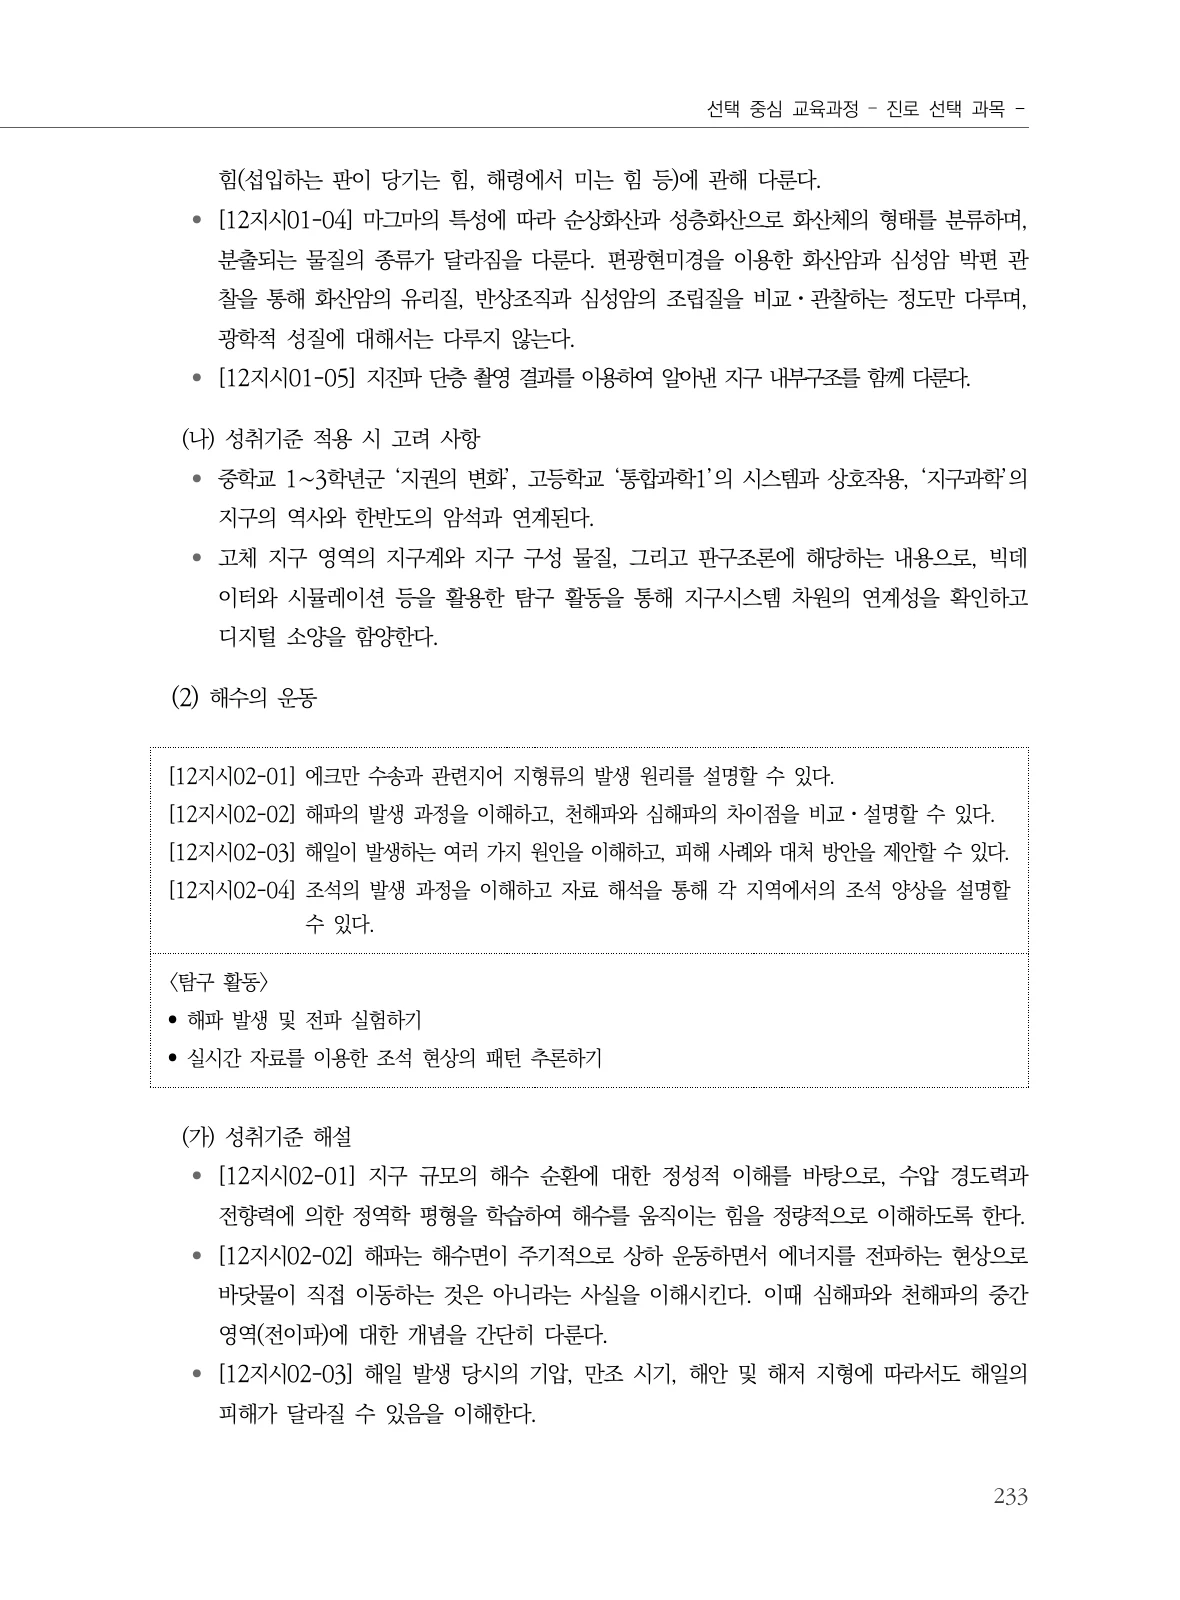 선택 중심 교육과정 - 진로 선택 과목 -
힘(섭입하는 판이 당기는 힘, 해령에서 미는 힘 등)에 관해 다룬다.
• [12지시01-04] 마그마의 특성에 따라 순상화산과 성층화산으로 화산체의 형태를 분류하며,
분출되는 물질의 종류가 달라짐을 다룬다. 편광현미경을 이용한 화산암과 심성암 박편 관
찰을 통해 화산암의 유리질, 반상조직과 심성암의 조립질을 비교·관찰하는 정도만 다루며,
광학적 성질에 대해서는 다루지 않는다.
• [12지시01-05] 지진파 단층 촬영 결과를 이용하여 알아낸 지구 내부구조를 함께 다룬다.
(나) 성취기준 적용 시 고려 사항
• 중학교 1~3학년군 ‘지권의 변화’, 고등학교 ‘통합과학1’의 시스템과 상호작용, ‘지구과학’의
지구의 역사와 한반도의 암석과 연계된다.
• 고체 지구 영역의 지구계와 지구 구성 물질, 그리고 판구조론에 해당하는 내용으로, 빅데
이터와 시뮬레이션 등을 활용한 탐구 활동을 통해 지구시스템 차원의 연계성을 확인하고
디지털 소양을 함양한다.
(2) 해수의 운동
[12지시02-01] 에크만 수송과 관련지어 지형류의 발생 원리를 설명할 수 있다.
[12지시02-02] 해파의 발생 과정을 이해하고, 천해파와 심해파의 차이점을 비교·설명할 수 있다.
[12지시02-03] 해일이 발생하는 여러 가지 원인을 이해하고, 피해 사례와 대처 방안을 제안할 수 있다.
[12지시02-04] 조석의 발생 과정을 이해하고 자료 해석을 통해 각 지역에서의 조석 양상을 설명할
수 있다.
<탐구 활동>
• 해파 발생 및 전파 실험하기
• 실시간 자료를 이용한 조석 현상의 패턴 추론하기
(가) 성취기준 해설
• [12지시02-01] 지구 규모의 해수 순환에 대한 정성적 이해를 바탕으로, 수압 경도력과
전향력에 의한 정역학 평형을 학습하여 해수를 움직이는 힘을 정량적으로 이해하도록 한다.
• [12지시02-02] 해파는 해수면이 주기적으로 상하 운동하면서 에너지를 전파하는 현상으로
바닷물이 직접 이동하는 것은 아니라는 사실을 이해시킨다. 이때 심해파와 천해파의 중간
영역(전이파)에 대한 개념을 간단히 다룬다.
• [12지시02-03] 해일 발생 당시의 기압, 만조 시기, 해안 및 해저 지형에 따라서도 해일의
피해가 달라질 수 있음을 이해한다.
233